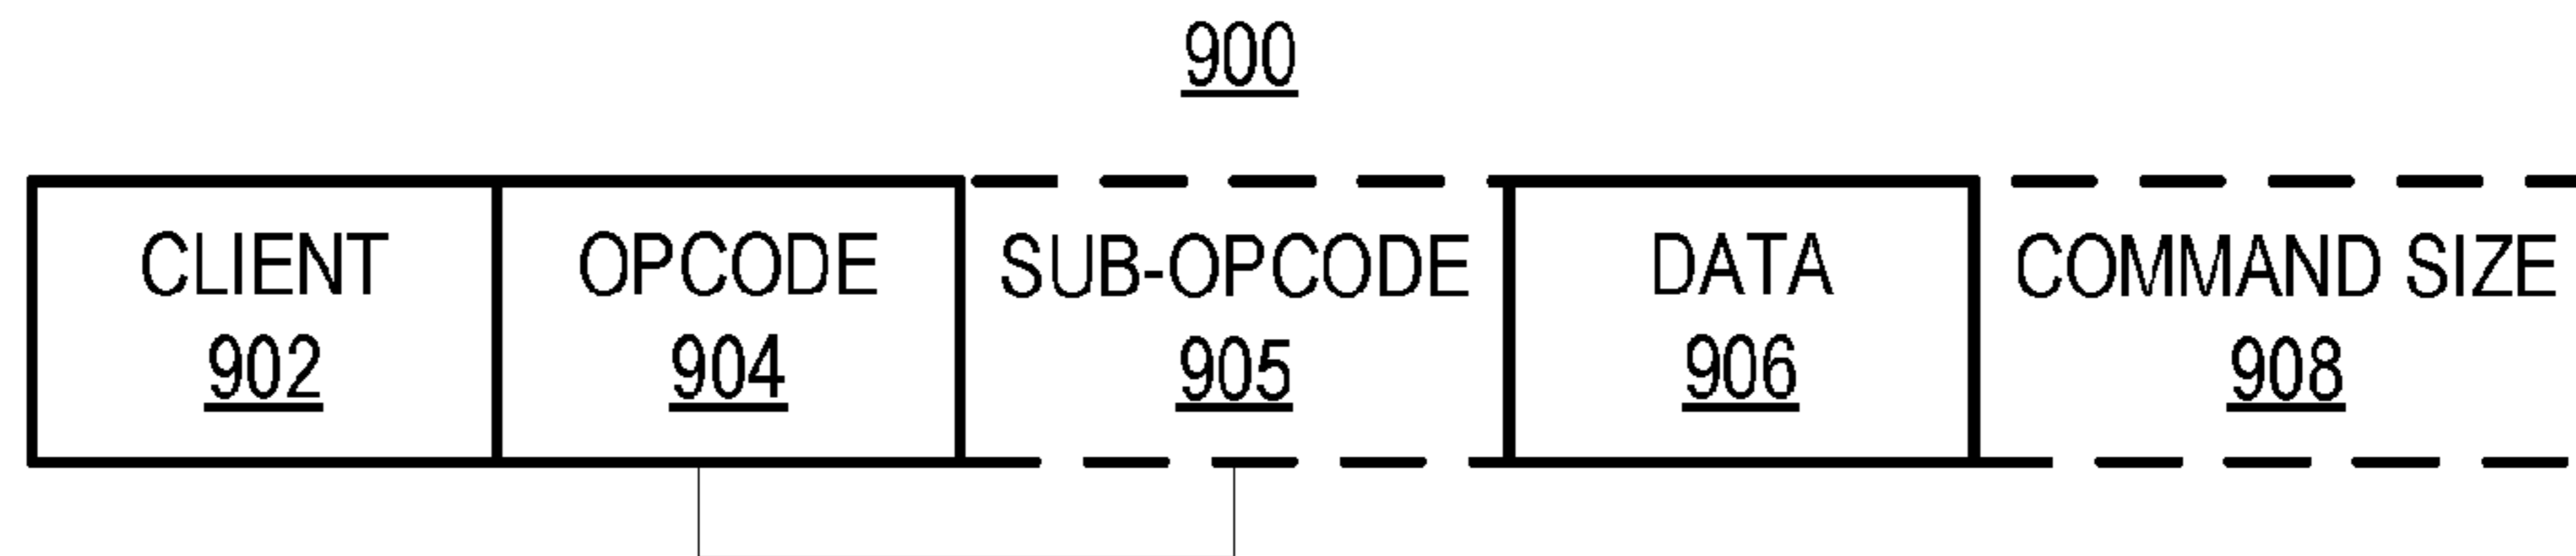 900
CLIENT OPCODE SUB-OPCODE DATA COMMAND SIZE
902 904 905 906 908